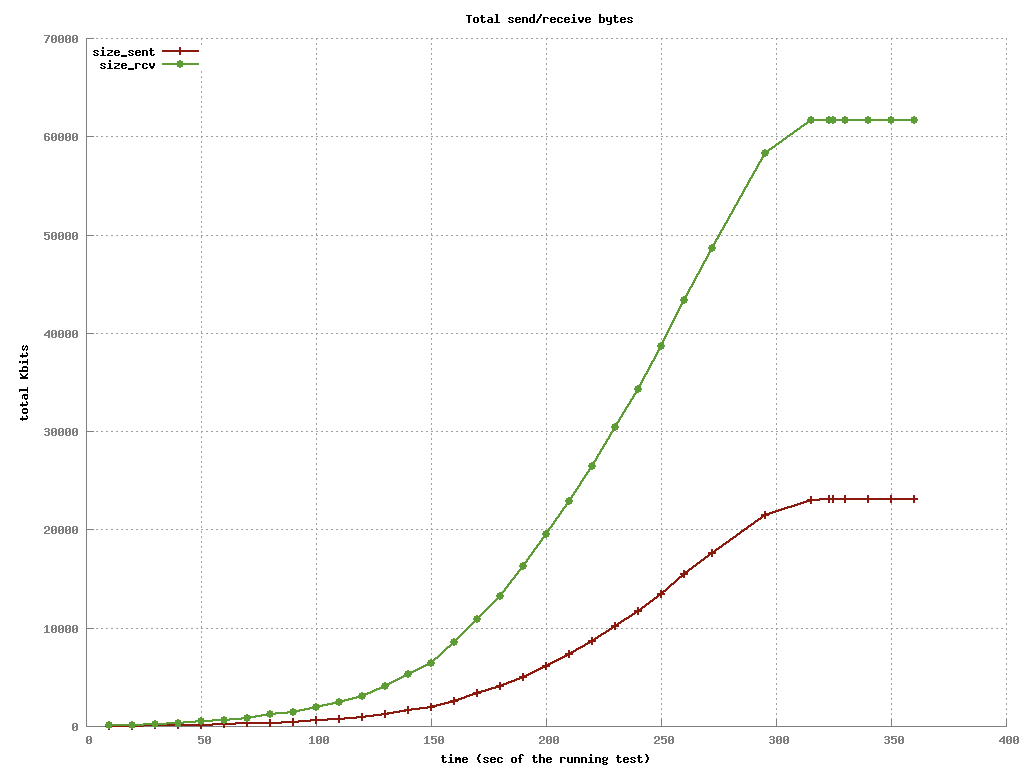 Total send/receive bytes
70000
size_sent
size_rcv
60000
50000
40000
total Kbits
30000
20000
10000
0
0 50 100 150 200 250 300 350 400
time (sec of the running test)